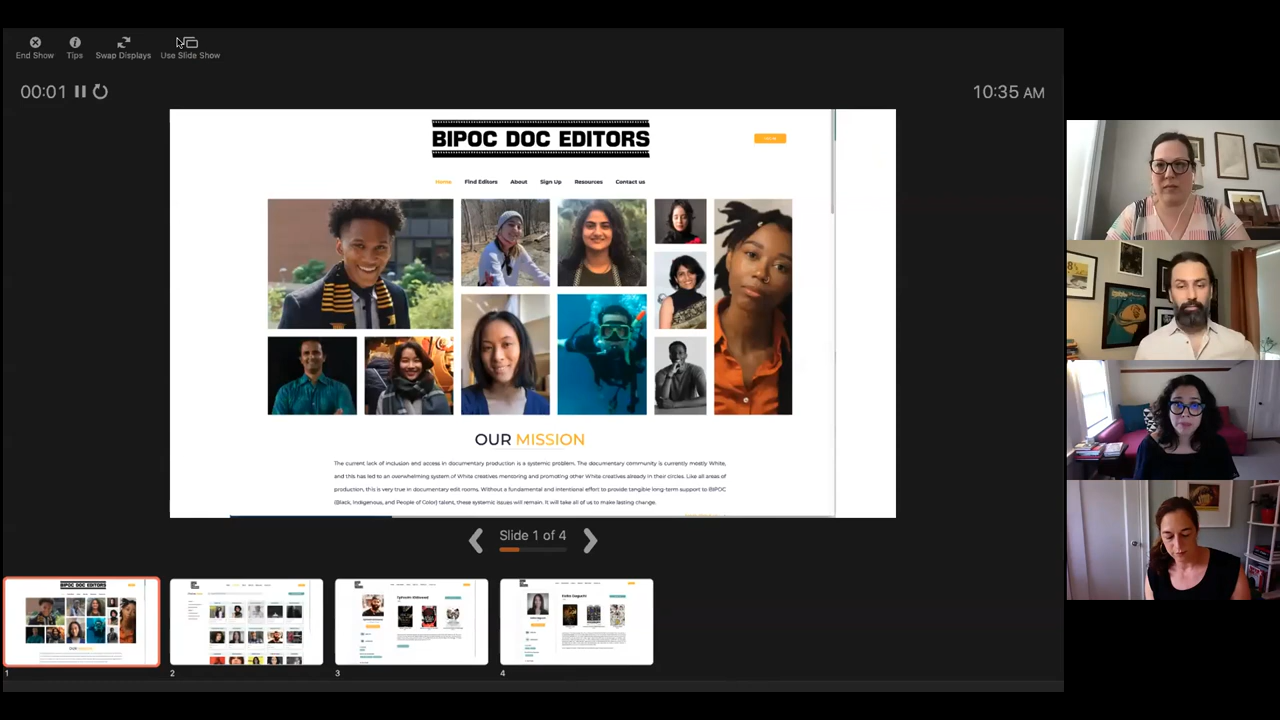 End Show
Tips
Swap Displays
Use Slide Show
00:01
10:35 AM
BIPOC DOC EDITORS
Home
Find Editors
About
Sign Up
Resources
Contact us
OUR MISSION
The current lack of inclusion and access in documentary production is a systemic problem. The documentary community is currently mostly White,
and this has led to an overwhelming system of White creatives mentoring and promoting other White creatives already in their circles. Like all areas of
production, this is very true in documentary edit rooms. Without a fundamental and intentional effort to provide tangible long-term support to BIPOC
(Black, Indigenous, and People of Color) talent, these systemic issues will remain. It will take all of us to make lasting change.
Slide 1 of 4
BIPOC DOC EDITORS
OUR MISSION
1
2
3
4